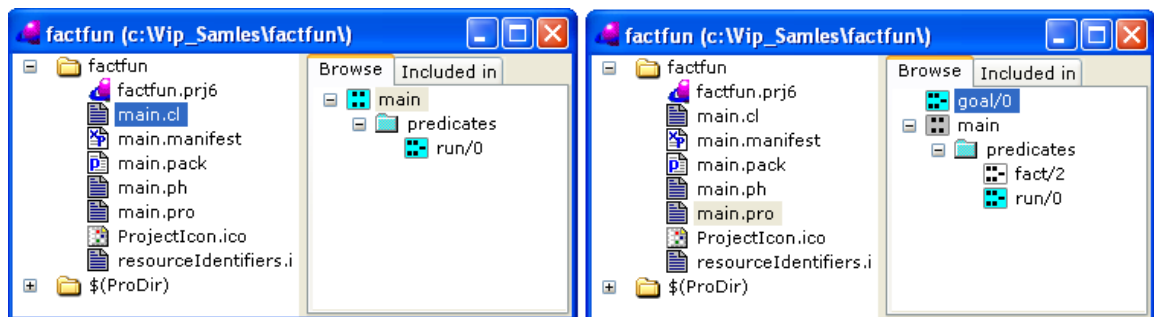 factfun (c:\Vip_Samles\factfun\)
factfun
factfun.prj6
main.cl
main.manifest
main.pack
main.ph
main.pro
ProjectIcon.ico
resourceIdentifiers.i
$(ProDir)
Browse Included in
main
predicates
run/0
factfun (c:\Vip_Samles\factfun\)
factfun
factfun.prj6
main.cl
main.manifest
main.pack
main.ph
main.pro
ProjectIcon.ico
resourceIdentifiers.i
$(ProDir)
Browse Included in
goal/0
main
predicates
fact/2
run/0